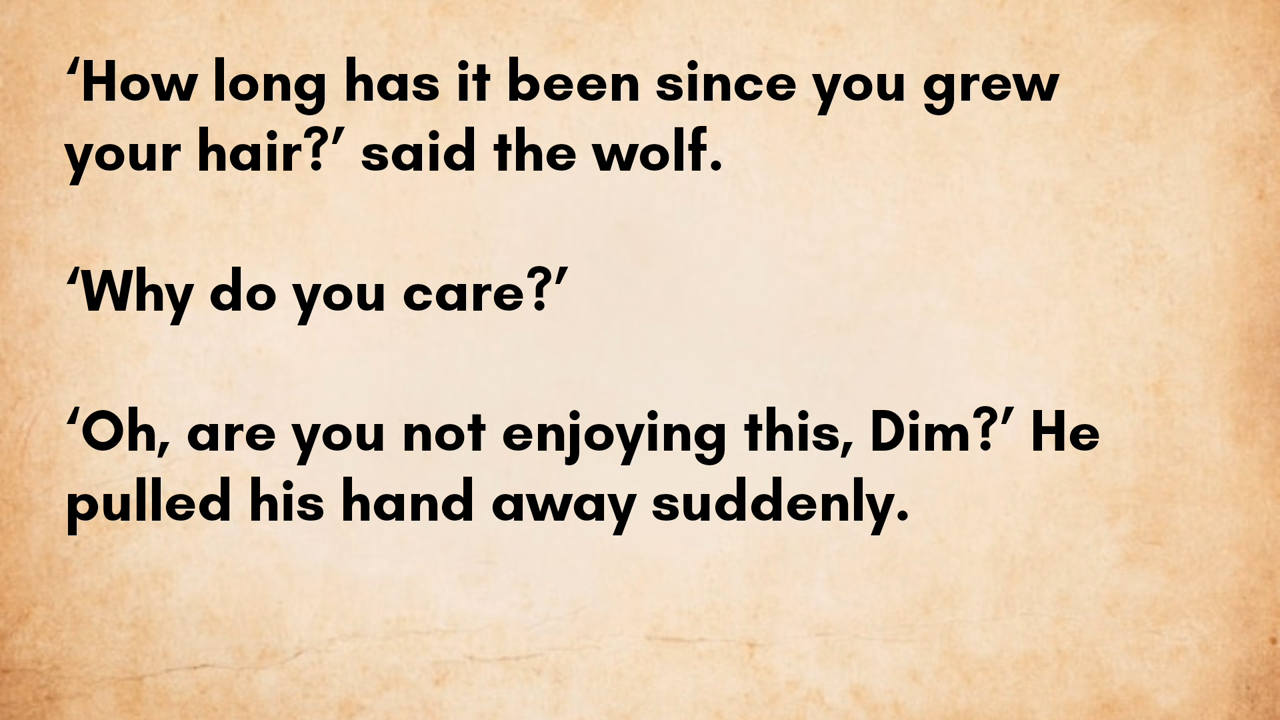 ‘How long has it been since you grew
your hair?’ said the wolf.
‘Why do you care?’
‘Oh, are you not enjoying this, Dim?’ He
pulled his hand away suddenly.